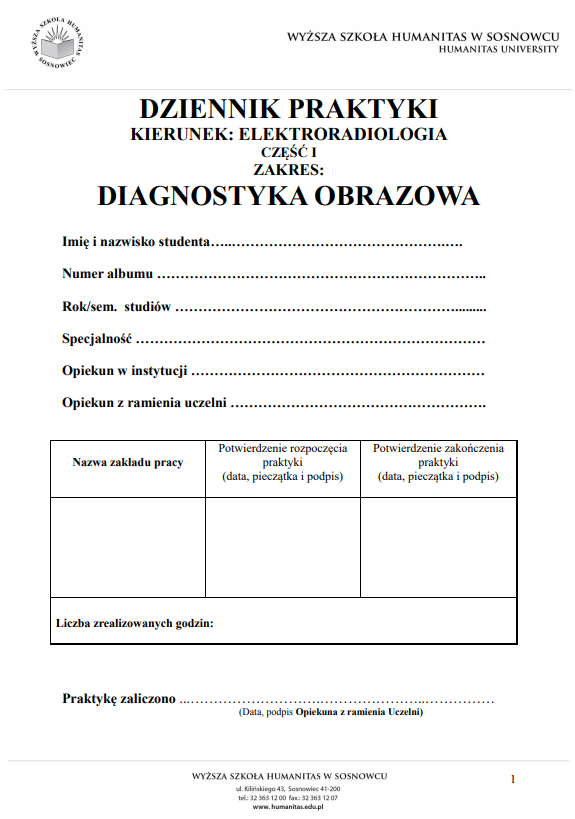 WYŻSZA SZKOŁA HUMANITAS
SOSNOWIEC
WYŻSZA SZKOŁA HUMANITAS W SOSNOWCU
HUMANITAS UNIVERSITY
DZIENNIK PRAKTYKI
KIERUNEK: ELEKTRORADIOLOGIA
CZĘŚĆ I
ZAKRES:
DIAGNOSTYKA OBRAZOWA
Imię i nazwisko studenta…..……………………………………………….
Numer albumu …………………………………………………………..
Rok/sem. studiów ………………………………………………….........
Specjalność ………………………………………………………………
Opiekun w instytucji ……………………………………………………
Opiekun z ramienia uczelni …………………………………………….
Nazwa zakładu pracy
Potwierdzenie rozpoczęcia
praktyki
(data, pieczątka i podpis)
Potwierdzenie zakończenia
praktyki
(data, pieczątka i podpis)
Liczba zrealizowanych godzin:
Praktykę zaliczono ...……………………………………………..……………
(Data, podpis Opiekuna z ramienia Uczelni)
WYŻSZA SZKOŁA HUMANITAS W SOSNOWCU
ul. Kilińskiego 43, Sosnowiec 41-200
tel.: 32 363 12 00 fax.: 32 363 12 07
www.humanitas.edu.pl
1